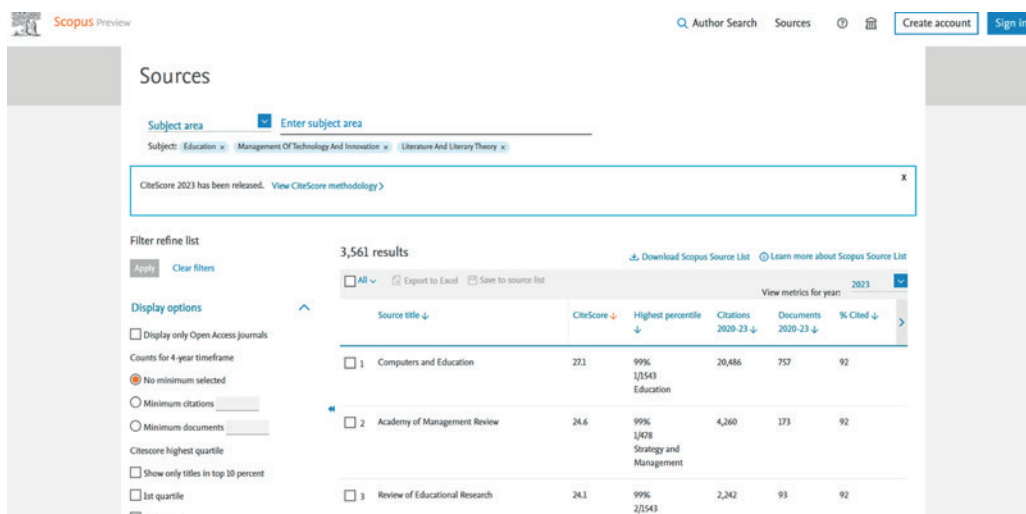 Scopus Preview
Author Search Sources Create account Sign in
Sources
Subject area Enter subject area
Subject: Education x Management Of Technology And Innovation x Literature And Literary Theory x
CiteScore 2023 has been released. View CiteScore methodology >
x
Filter refine list
Apply Clear filters
Display options
Display only Open Access Journals
Counts for 4-year timeframe
No minimum selected
Minimum citations
Minimum documents
Citescore highest quartile
Show only titles in top 10 percent
1st quartile
3,561 results
Download Scopus Source List Learn more about Scopus Source List
All Export to Excel Save to source list
View metrics for year: 2023
Source title ↓ CiteScore ↓ Highest percentile ↓ Citations 2020-23 ↓ Documents 2020-23 ↓ % Cited ↓ >
1 Computers and Education 27.1 99% 20,486 757 92
1/1543
Education
2 Academy of Management Review 24.6 99% 4,260 173 92
1/478
Strategy and
Management
3 Review of Educational Research 24.1 99% 2,242 93 92
2/1543